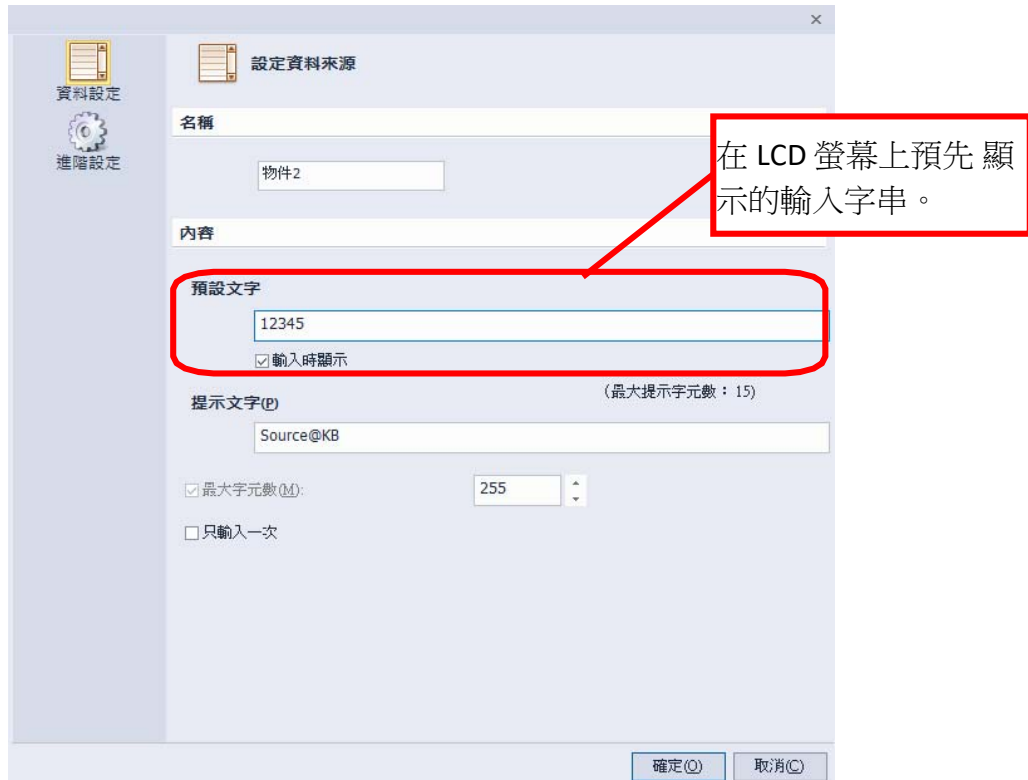 ×
資料設定
進階設定
設定資料來源
名稱
物件2
在 LCD 螢幕上預先 顯
示的輸入字串。
內容
預設文字
12345
輸入時顯示
(最大提示字元數：15)
提示文字(P)
Source@KB
最大字元數(M):
255
只輸入一次
確定(O)
取消(C)